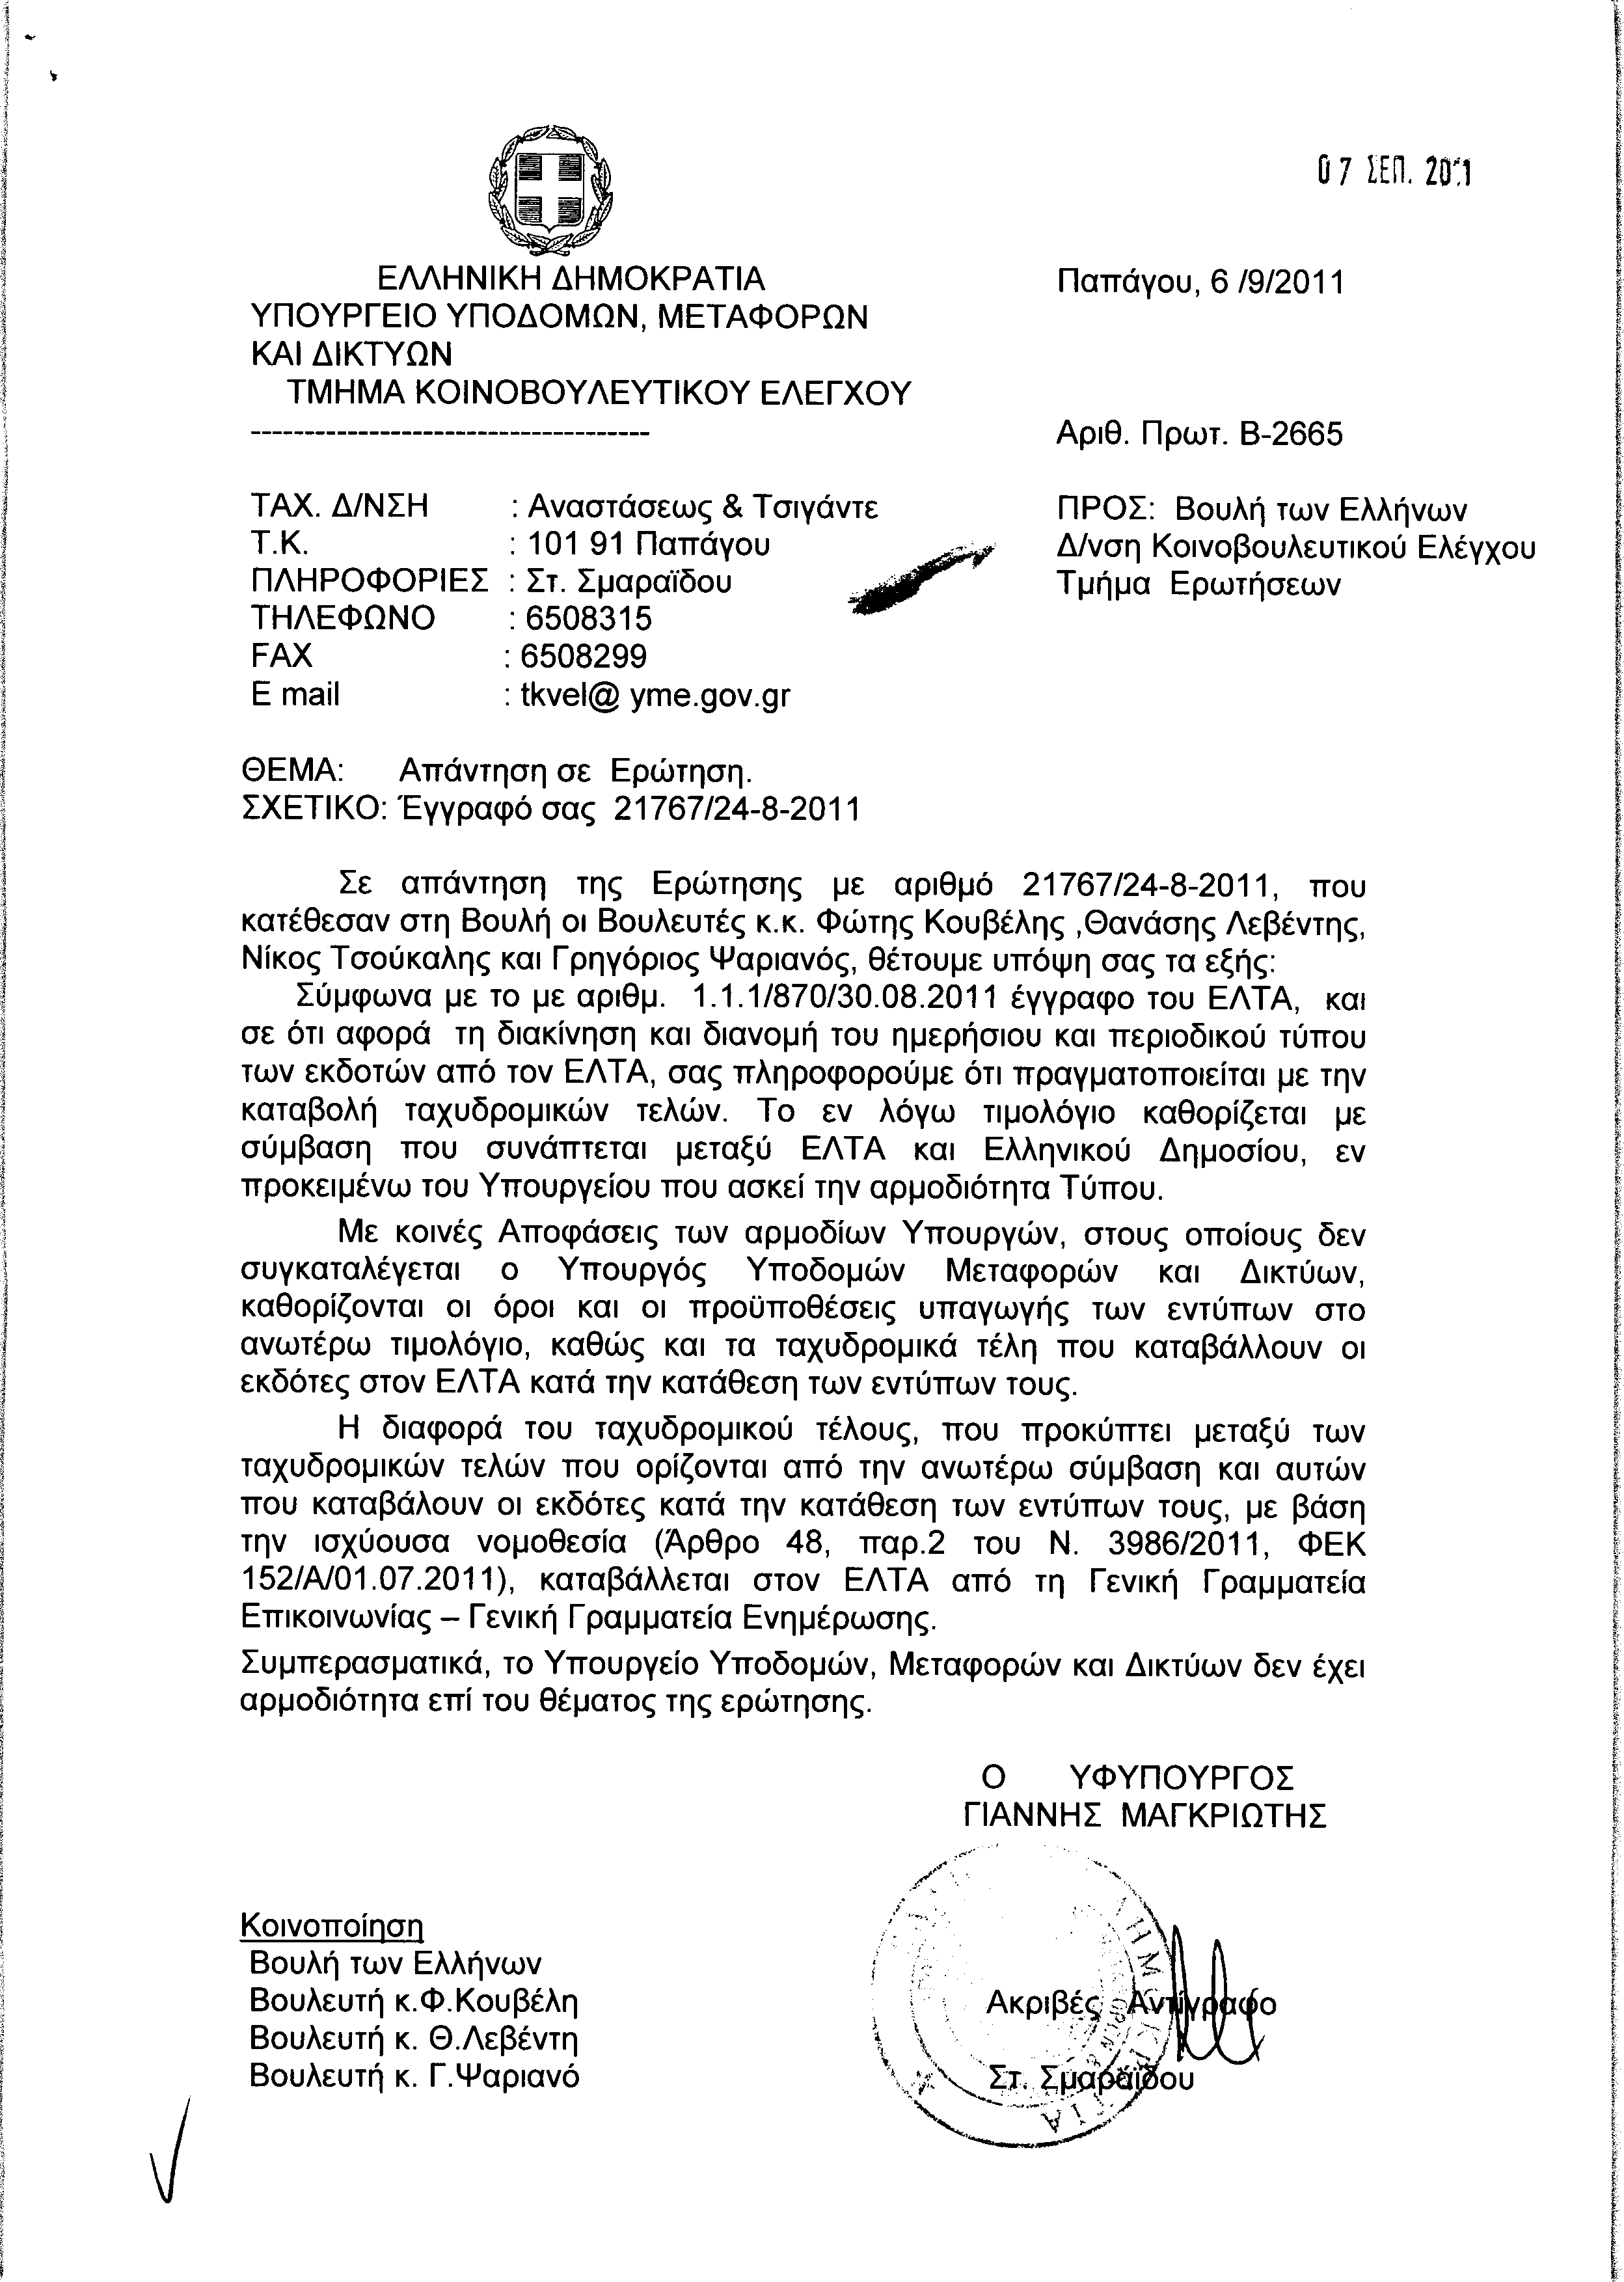 07 ΣΕΠ. 2011
ΕΛΛΗΝΙΚΗ ΔΗΜΟΚΡΑΤΙΑ
ΥΠΟΥΡΓΕΙΟ ΥΠΟΔΟΜΩΝ, ΜΕΤΑΦΟΡΩΝ
ΚΑΙ ΔΙΚΤΥΩΝ
ΤΜΗΜΑ ΚΟΙΝΟΒΟΥΛΕΥΤΙΚΟΥ ΕΛΕΓΧΟΥ
-------------------------------------
Παπάγου, 6 /9/2011
Αριθ. Πρωτ. Β-2665
ΤΑΧ. Δ/ΝΣΗ : Αναστάσεως & Τσιγάντε
Τ.Κ. : 101 91 Παπάγου
ΠΛΗΡΟΦΟΡΙΕΣ : Στ. Σμαραϊδου
ΤΗΛΕΦΩΝΟ : 6508315
FAX : 6508299
E mail : tkvel@ yme.gov.gr
ΠΡΟΣ: Βουλή των Ελλήνων
Δ/νση Κοινοβουλευτικού Ελέγχου
Τμήμα Ερωτήσεων
ΘΕΜΑ: Απάντηση σε Ερώτηση.
ΣΧΕΤΙΚΟ: Έγγραφό σας 21767/24-8-2011
Σε απάντηση της Ερώτησης με αριθμό 21767/24-8-2011, που
κατέθεσαν στη Βουλή οι Βουλευτές κ.κ. Φώτης Κουβέλης ,Θανάσης Λεβέντης,
Νίκος Τσούκαλης και Γρηγόριος Ψαριανός, θέτουμε υπόψη σας τα εξής:
Σύμφωνα με το με αριθμ. 1.1.1/870/30.08.2011 έγγραφο του ΕΛΤΑ, και
σε ότι αφορά τη διακίνηση και διανομή του ημερήσιου και περιοδικού τύπου
των εκδοτών από τον ΕΛΤΑ, σας πληροφορούμε ότι πραγματοποιείται με την
καταβολή ταχυδρομικών τελών. Το εν λόγω τιμολόγιο καθορίζεται με
σύμβαση που συνάπτεται μεταξύ ΕΛΤΑ και Ελληνικού Δημοσίου, εν
προκειμένω του Υπουργείου που ασκεί την αρμοδιότητα Τύπου.
Με κοινές Αποφάσεις των αρμοδίων Υπουργών, στους οποίους δεν
συγκαταλέγεται ο Υπουργός Υποδομών Μεταφορών και Δικτύων,
καθορίζονται οι όροι και οι προϋποθέσεις υπαγωγής των εντύπων στο
ανωτέρω τιμολόγιο, καθώς και τα ταχυδρομικά τέλη που καταβάλλουν οι
εκδότες στον ΕΛΤΑ κατά την κατάθεση των εντύπων τους.
Η διαφορά του ταχυδρομικού τέλους, που προκύπτει μεταξύ των
ταχυδρομικών τελών που ορίζονται από την ανωτέρω σύμβαση και αυτών
που καταβάλουν οι εκδότες κατά την κατάθεση των εντύπων τους, με βάση
την ισχύουσα νομοθεσία (Άρθρο 48, παρ.2 του Ν. 3986/2011, ΦΕΚ
152/Α/01.07.2011), καταβάλλεται στον ΕΛΤΑ από τη Γενική Γραμματεία
Επικοινωνίας – Γενική Γραμματεία Ενημέρωσης.
Συμπερασματικά, το Υπουργείο Υποδομών, Μεταφορών και Δικτύων δεν έχει
αρμοδιότητα επί του θέματος της ερώτησης.
Ο ΥΦΥΠΟΥΡΓΟΣ
ΓΙΑΝΝΗΣ ΜΑΓΚΡΙΩΤΗΣ
Κοινοποίηση
Βουλή των Ελλήνων
Βουλευτή κ.Φ.Κουβέλη
Βουλευτή κ. Θ.Λεβέντη
Βουλευτή κ. Γ.Ψαριανό
Ακριβές Αντίγραφο
Στ. Σμαραϊδου